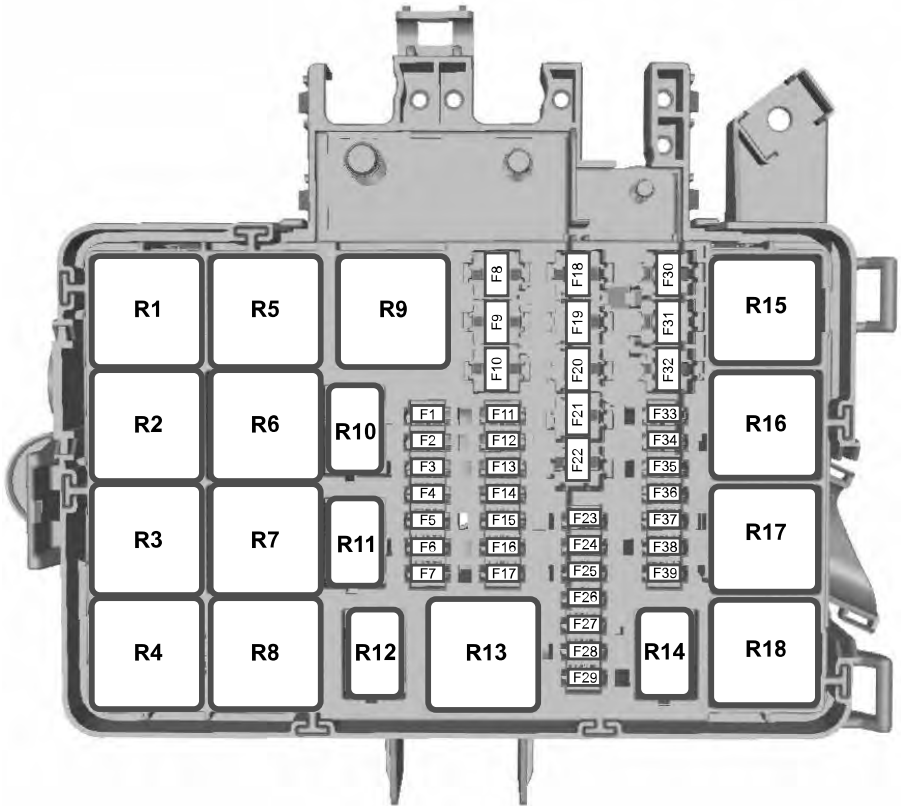 R1 R5 R9 F8 F18 F30 R15
F9 F19 F31
F10 F20 F32
R2 R6 R10 F1 F11 F21 F33 R16
F2 F12 F34
F3 F13 F22 F35
F4 F14 F36
R3 R7 R11 F5 F15 F23 F37 R17
F6 F16 F24 F38
F7 F17 F25 F39
F26
R4 R8 R12 R13 F27 R14 R18
F28
F29